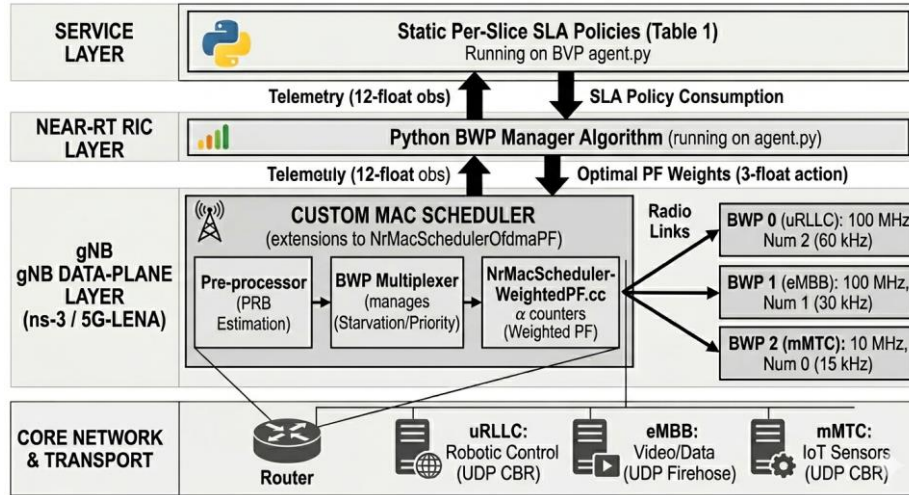 SERVICE
LAYER
Static Per-Slice SLA Policies (Table 1)
Running on BVP agent.py
Telemetry (12-float obs)
SLA Policy Consumption
NEAR-RT RIC
LAYER
Python BWP Manager Algorithm (running on agent.py)
Telemetuly (12-float obs)
Optimal PF Weights (3-float action)
gNB
gNB DATA-PLANE
LAYER
(ns-3 / 5G-LENA)
CUSTOM MAC SCHEDULER
(extensions to NrMacSchedulerOfdmaPF)
Pre-processor
(PRB
Estimation)
BWP Multiplexer
(manages
Starvation/Priority)
NrMacScheduler-
WeightedPF.cc
α counters
(Weighted PF)
Radio
Links
BWP 0 (uRLLC): 100 MHz,
Num 2 (60 kHz)
BWP 1 (eMBB): 100 MHz,
Num 1 (30 kHz)
BWP 2 (mMTC): 10 MHz,
Num 0 (15 kHz)
CORE NETWORK
& TRANSPORT
Router
uRLLC:
Robotic Control
(UDP CBR)
eMBB:
Video/Data
(UDP Firehose)
mMTC:
IoT Sensors
(UDP CBR)